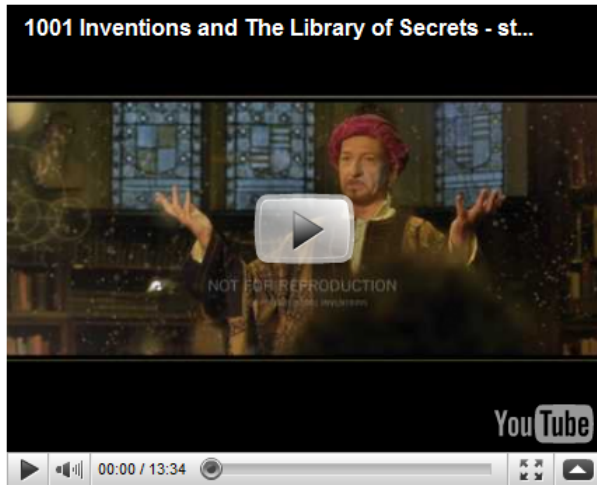 1001 Inventions and The Library of Secrets - st...
NOT FOR REPRODUCTION
YouTube
00:00 / 13:34